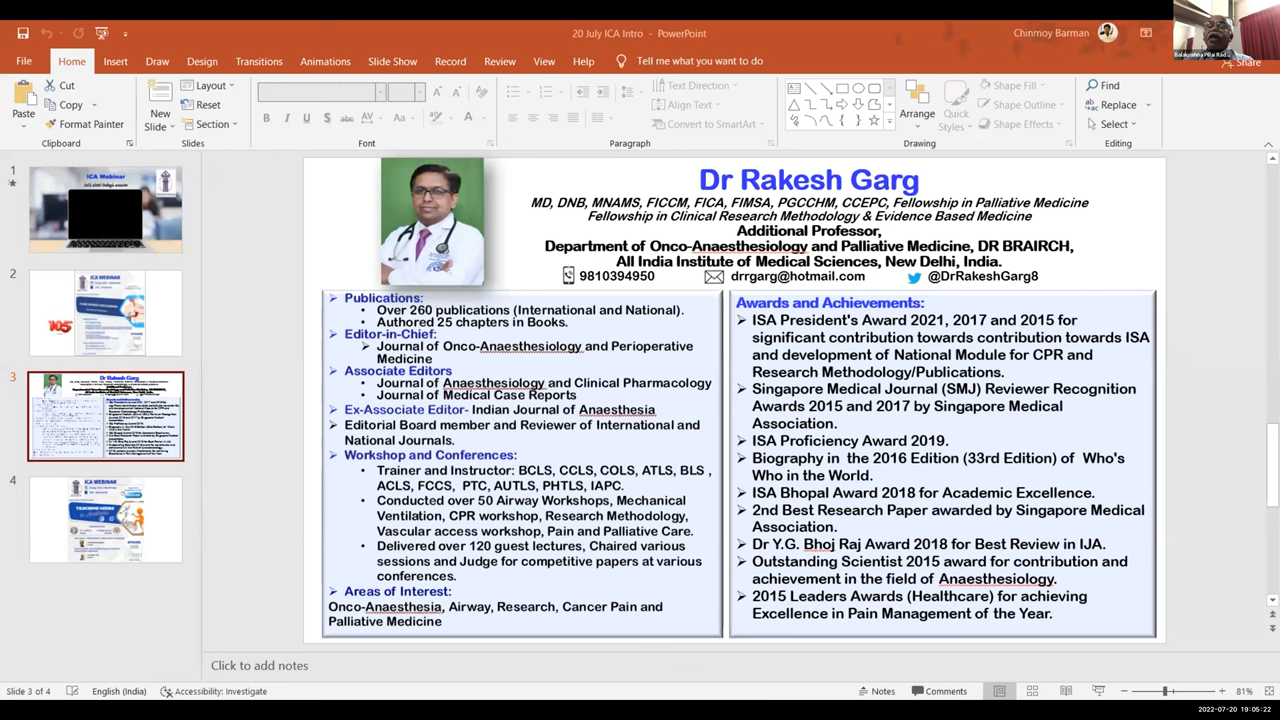 20 July ICA Intro - PowerPoint
Chinmoy Barman
Balakrishna Pillai Rad...
File
Home
Insert
Draw
Design
Transitions
Animations
Slide Show
Record
Review
View
Help
Tell me what you want to do
Share
Paste
Cut
Copy
Format Painter
Clipboard
New Slide
Layout
Reset
Section
Slides
Font
Text Direction
Align Text
Convert to SmartArt
Paragraph
Arrange
Quick Styles
Shape Fill
Shape Outline
Shape Effects
Drawing
Find
Replace
Select
Editing
1
ICA Webinar
2
ICA WEBINAR
105
3
Dr Rakesh Garg
4
Dr Rakesh Garg
MD, DNB, MNAMS, FICCM, FICA, FIMSA, PGCCHM, CCEPC, Fellowship in Palliative Medicine
Fellowship in Clinical Research Methodology & Evidence Based Medicine
Additional Professor,
Department of Onco-Anaesthesiology and Palliative Medicine, DR BRAIRCH,
All India Institute of Medical Sciences, New Delhi, India.
9810394950 drrgarg@hotmail.com @DrRakeshGarg8
Publications:
Over 260 publications (International and National).
Authored 25 chapters in Books.
Editor-in-Chief:
Journal of Onco-Anaesthesiology and Perioperative
Medicine
Associate Editors
Journal of Anaesthesiology and Clinical Pharmacology
Journal of Medical Case Reports
Ex-Associate Editor- Indian Journal of Anaesthesia
Editorial Board member and Reviewer of International and
National Journals.
Workshop and Conferences:
Trainer and Instructor: BCLS, CCLS, COLS, ATLS, BLS ,
ACLS, FCCS, PTC, AUTLS, PHTLS, IAPC.
Conducted over 50 Airway Workshops, Mechanical
Ventilation, CPR workshop, Research Methodology,
Vascular access workshop, Pain and Palliative Care.
Delivered over 120 guest lectures, Chaired various
sessions and Judge for competitive papers at various
conferences.
Areas of Interest:
Onco-Anaesthesia, Airway, Research, Cancer Pain and
Palliative Medicine
Awards and Achievements:
ISA President's Award 2021, 2017 and 2015 for
significant contribution towards contribution towards ISA
and development of National Module for CPR and
Research Methodology/Publications.
Singapore Medical Journal (SMJ) Reviewer Recognition
Awards 2015 and 2017 by Singapore Medical
Association.
ISA Proficiency Award 2019.
Biography in the 2016 Edition (33rd Edition) of Who's
Who in the World.
ISA Bhopal Award 2018 for Academic Excellence.
2nd Best Research Paper awarded by Singapore Medical
Association.
Dr Y.G. Bhoj Raj Award 2018 for Best Review in IJA.
Outstanding Scientist 2015 award for contribution and
achievement in the field of Anaesthesiology.
2015 Leaders Awards (Healthcare) for achieving
Excellence in Pain Management of the Year.
Click to add notes
Slide 3 of 4
English (India)
Accessibility: Investigate
Notes
Comments
81%
2022-07-20 19:05:22